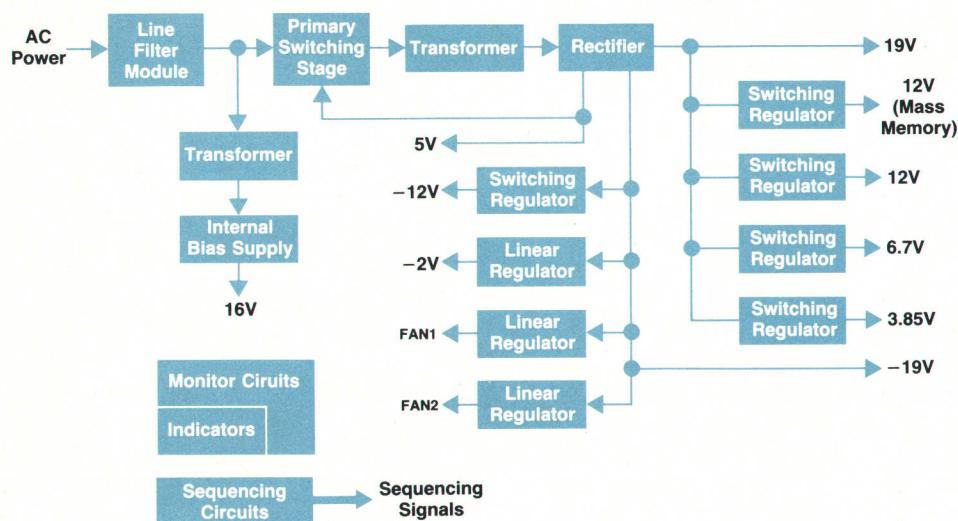 AC
Power
Line
Filter
Module
Primary
Switching
Stage
Transformer
Rectifier
19V
Switching
Regulator
12V
(Mass
Memory)
5V
Transformer
−12V
Switching
Regulator
Switching
Regulator
12V
Internal
Bias Supply
−2V
Linear
Regulator
Switching
Regulator
6.7V
16V
FAN1
Linear
Regulator
Switching
Regulator
3.85V
−19V
Monitor Ciruits
Indicators
FAN2
Linear
Regulator
Sequencing
Circuits
Sequencing
Signals